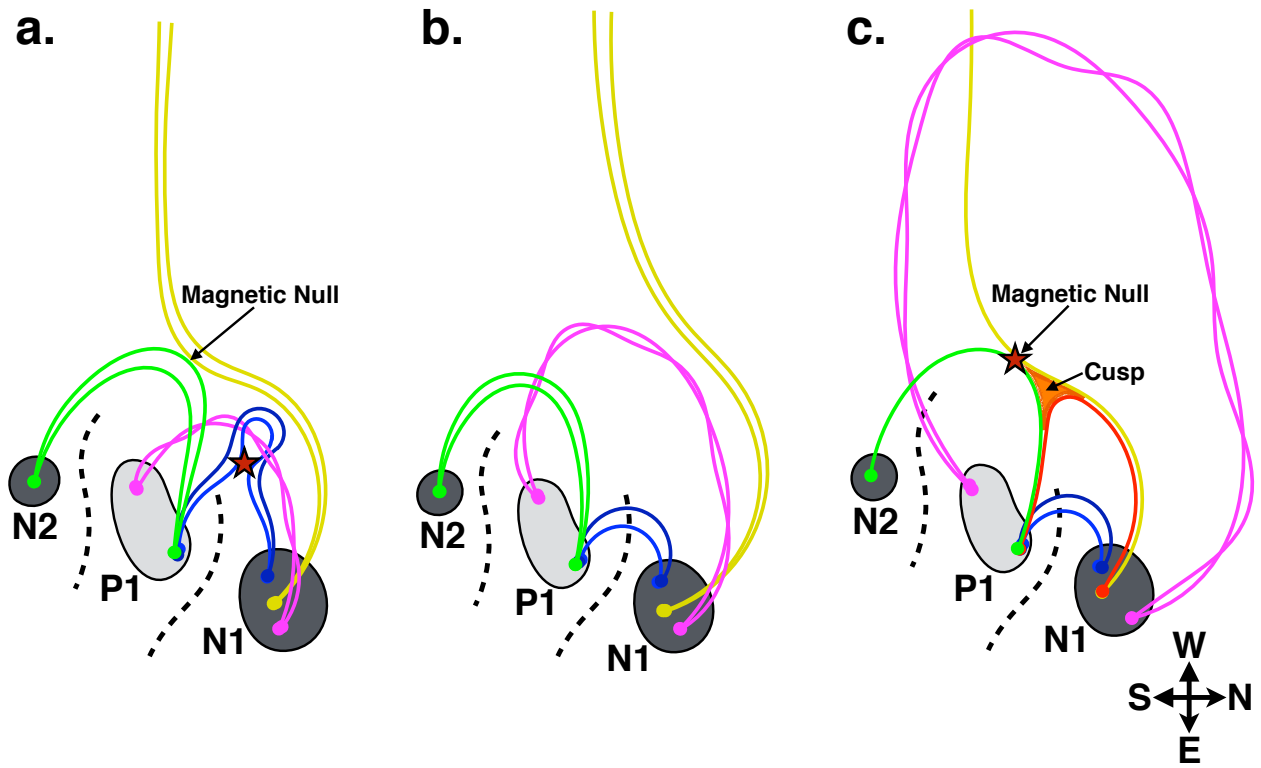 a.
Magnetic Null
N2
P1
N1
b.
N2
P1
N1
c.
Magnetic Null
Cusp
N2
P1
N1
W
S N
E